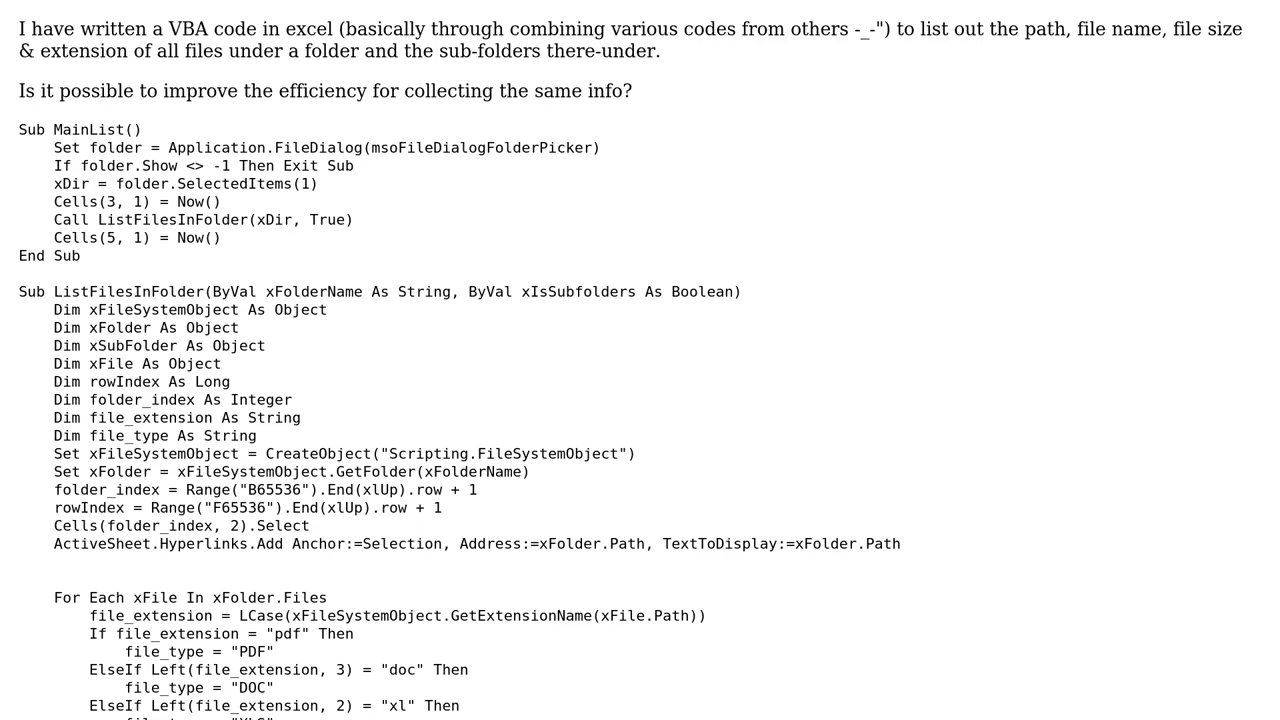 I have written a VBA code in excel (basically through combining various codes from others -_-") to list out the path, file name, file size
& extension of all files under a folder and the sub-folders there-under.
Is it possible to improve the efficiency for collecting the same info?
Sub MainList()
    Set folder = Application.FileDialog(msoFileDialogFolderPicker)
    If folder.Show <> -1 Then Exit Sub
    xDir = folder.SelectedItems(1)
    Cells(3, 1) = Now()
    Call ListFilesInFolder(xDir, True)
    Cells(5, 1) = Now()
End Sub
Sub ListFilesInFolder(ByVal xFolderName As String, ByVal xIsSubfolders As Boolean)
    Dim xFileSystemObject As Object
    Dim xFolder As Object
    Dim xSubFolder As Object
    Dim xFile As Object
    Dim rowIndex As Long
    Dim folder_index As Integer
    Dim file_extension As String
    Dim file_type As String
    Set xFileSystemObject = CreateObject("Scripting.FileSystemObject")
    Set xFolder = xFileSystemObject.GetFolder(xFolderName)
    folder_index = Range("B65536").End(xlUp).row + 1
    rowIndex = Range("F65536").End(xlUp).row + 1
    Cells(folder_index, 2).Select
    ActiveSheet.Hyperlinks.Add Anchor:=Selection, Address:=xFolder.Path, TextToDisplay:=xFolder.Path
    For Each xFile In xFolder.Files
        file_extension = LCase(xFileSystemObject.GetExtensionName(xFile.Path))
        If file_extension = "pdf" Then
            file_type = "PDF"
        ElseIf Left(file_extension, 3) = "doc" Then
            file_type = "DOC"
        ElseIf Left(file_extension, 2) = "xl" Then